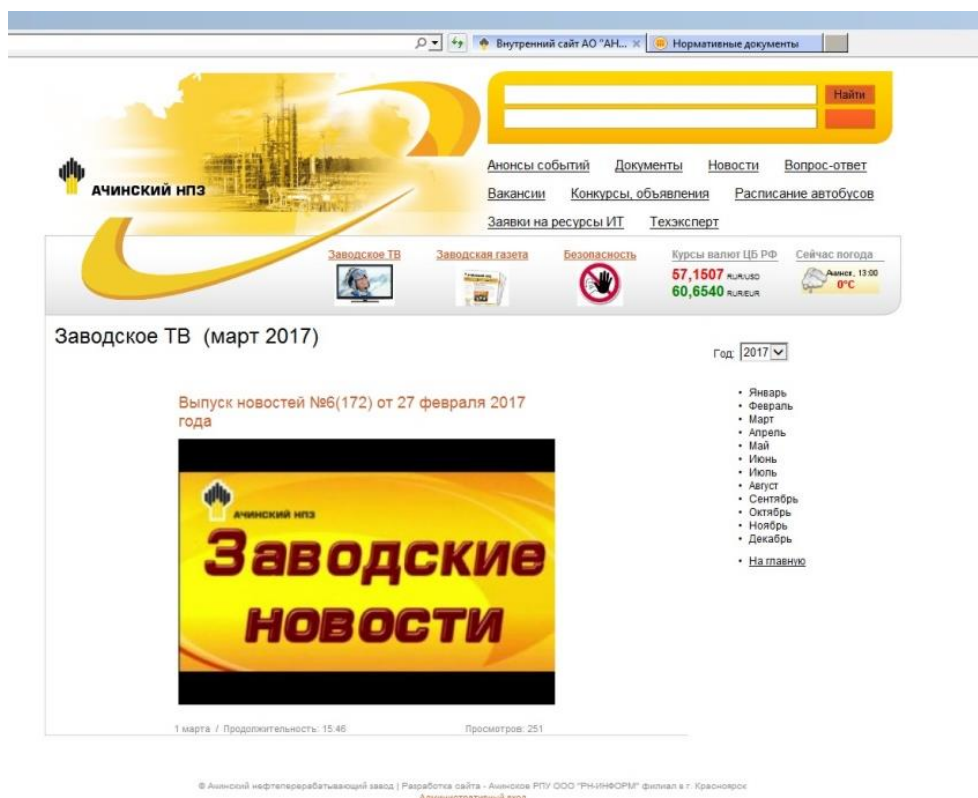 Внутренний сайт АО "АН... Нормативные документы
Найти
АЧИНСКИЙ НПЗ
Анонсы событий Документы Новости Вопрос-ответ
Вакансии Конкурсы, объявления Расписание автобусов
Заявки на ресурсы ИТ Техэксперт
Заводское ТВ Заводская газета Безопасность Курсы валют ЦБ РФ Сейчас погода
57,1507 RUR/USD
60,6540 RUR/EUR
Ачинск, 13:00
0°C
Заводское ТВ (март 2017)
Год: 2017
Выпуск новостей №6(172) от 27 февраля 2017
года
АЧИНСКИЙ НПЗ
Заводские
новости
1 марта / Продолжительность: 15:46 Просмотров: 251
• Январь
• Февраль
• Март
• Апрель
• Май
• Июнь
• Июль
• Август
• Сентябрь
• Октябрь
• Ноябрь
• Декабрь
• На главную
© Ачинский нефтеперерабатывающий завод | Разработка сайта - Ачинское РПУ ООО "РН-ИНФОРМ" филиал в г. Красноярск
Административный вход